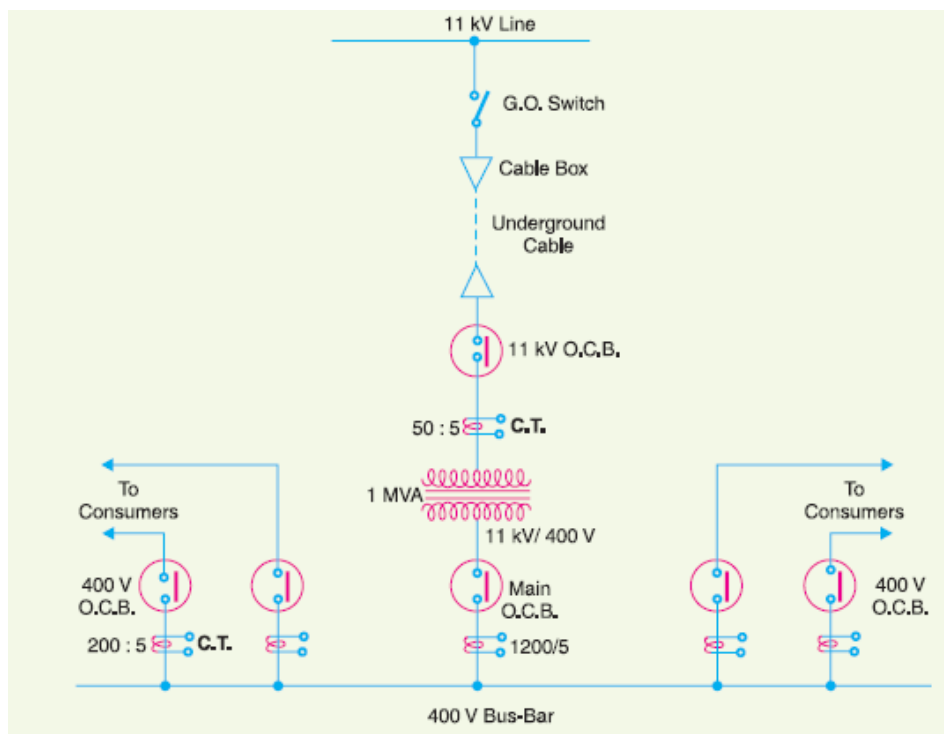 11 kV Line
G.O. Switch
Cable Box
Underground
Cable
11 kV O.C.B.
50 : 5
C.T.
1 MVA
11 kV/ 400 V
To
Consumers
To
Consumers
400 V
O.C.B.
Main
O.C.B.
400 V
O.C.B.
200 : 5
C.T.
1200/5
400 V Bus-Bar